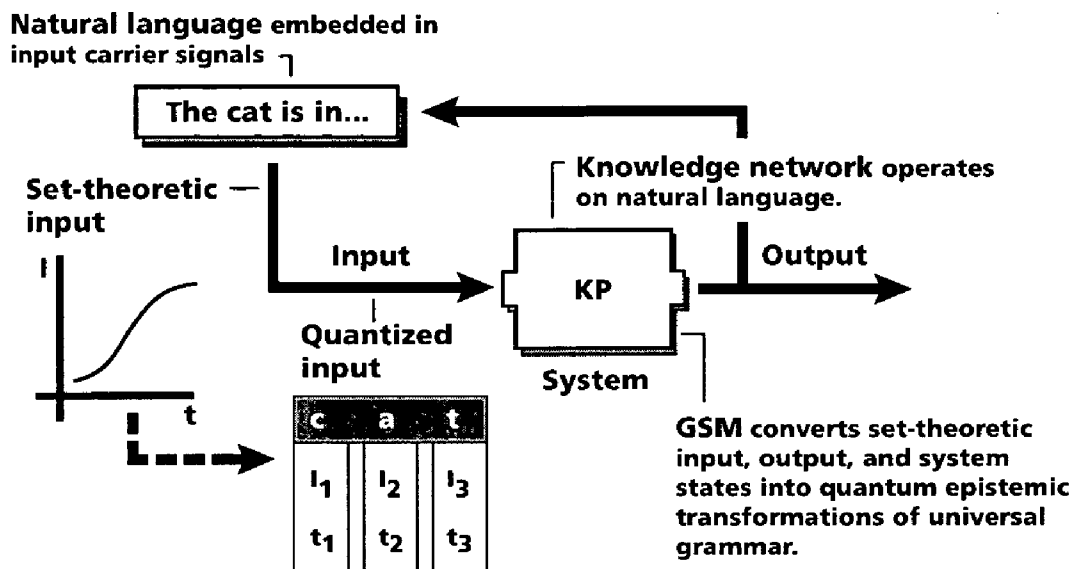 Natural language embedded in
input carrier signals
The cat is in...
Knowledge network operates
on natural language.
Set-theoretic
input
I
t
Input
Quantized
input
KP
System
Output
c a t
I1 I2 I3
t1 t2 t3
GSM converts set-theoretic
input, output, and system
states into quantum epistemic
transformations of universal
grammar.